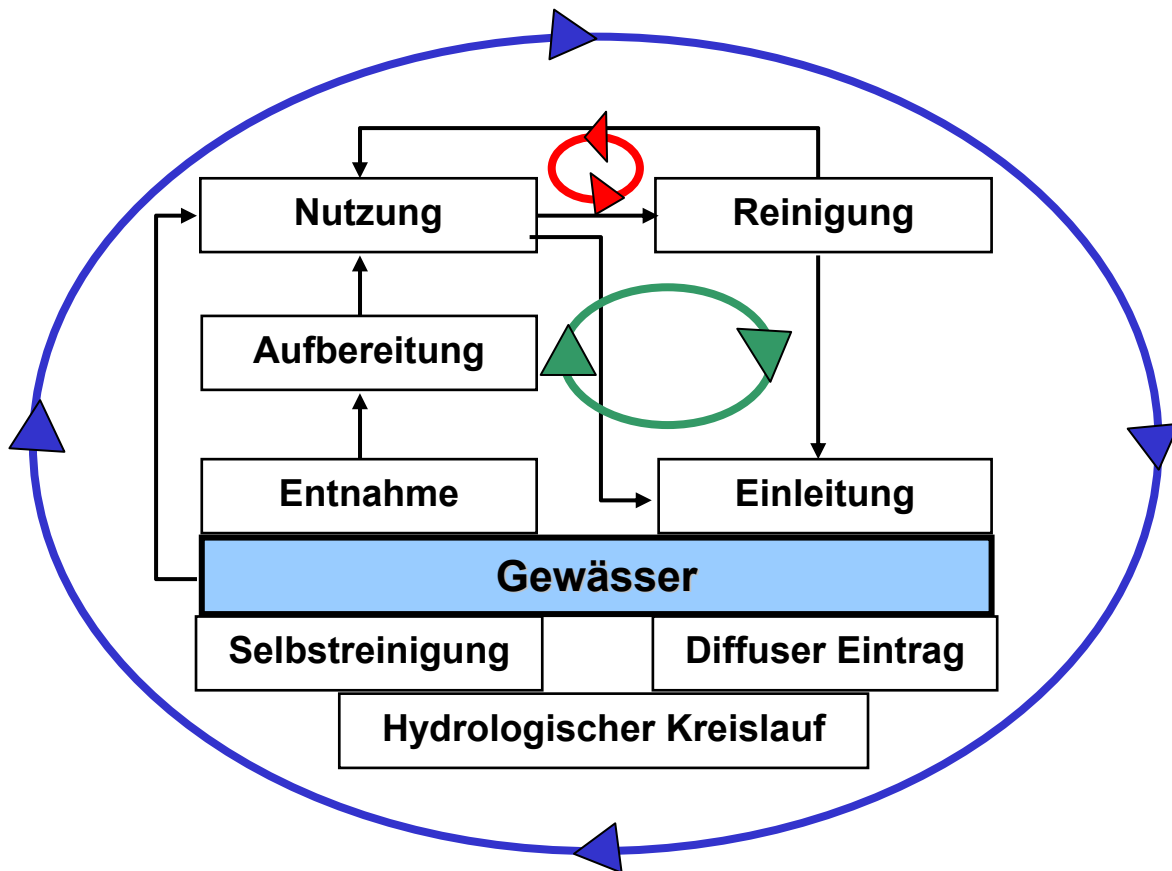 Nutzung
Reinigung
Aufbereitung
Entnahme
Einleitung
Gewässer
Selbstreinigung
Diffuser Eintrag
Hydrologischer Kreislauf